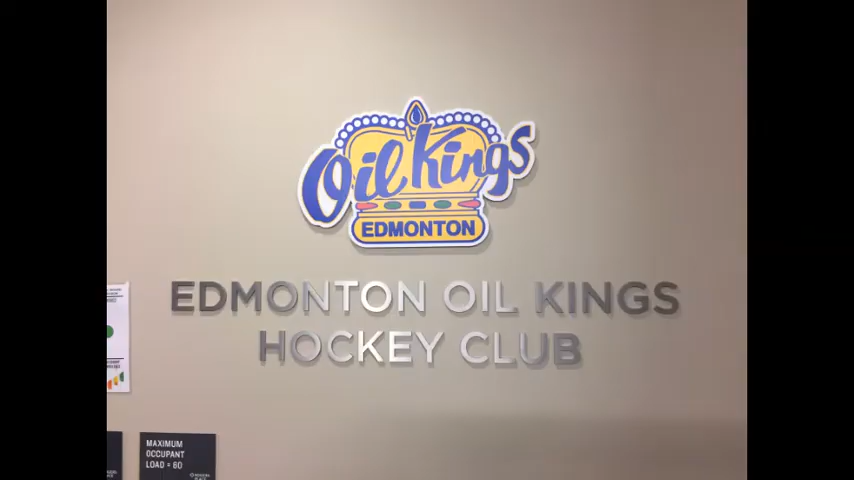 Oil Kings
EDMONTON
EDMONTON OIL KINGS
HOCKEY CLUB
MAXIMUM
OCCUPANT
LOAD = 60